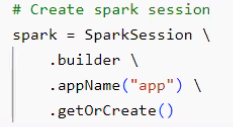 # Create spark session
spark = SparkSession \
    .builder \
    .appName("app") \
    .getOrCreate()